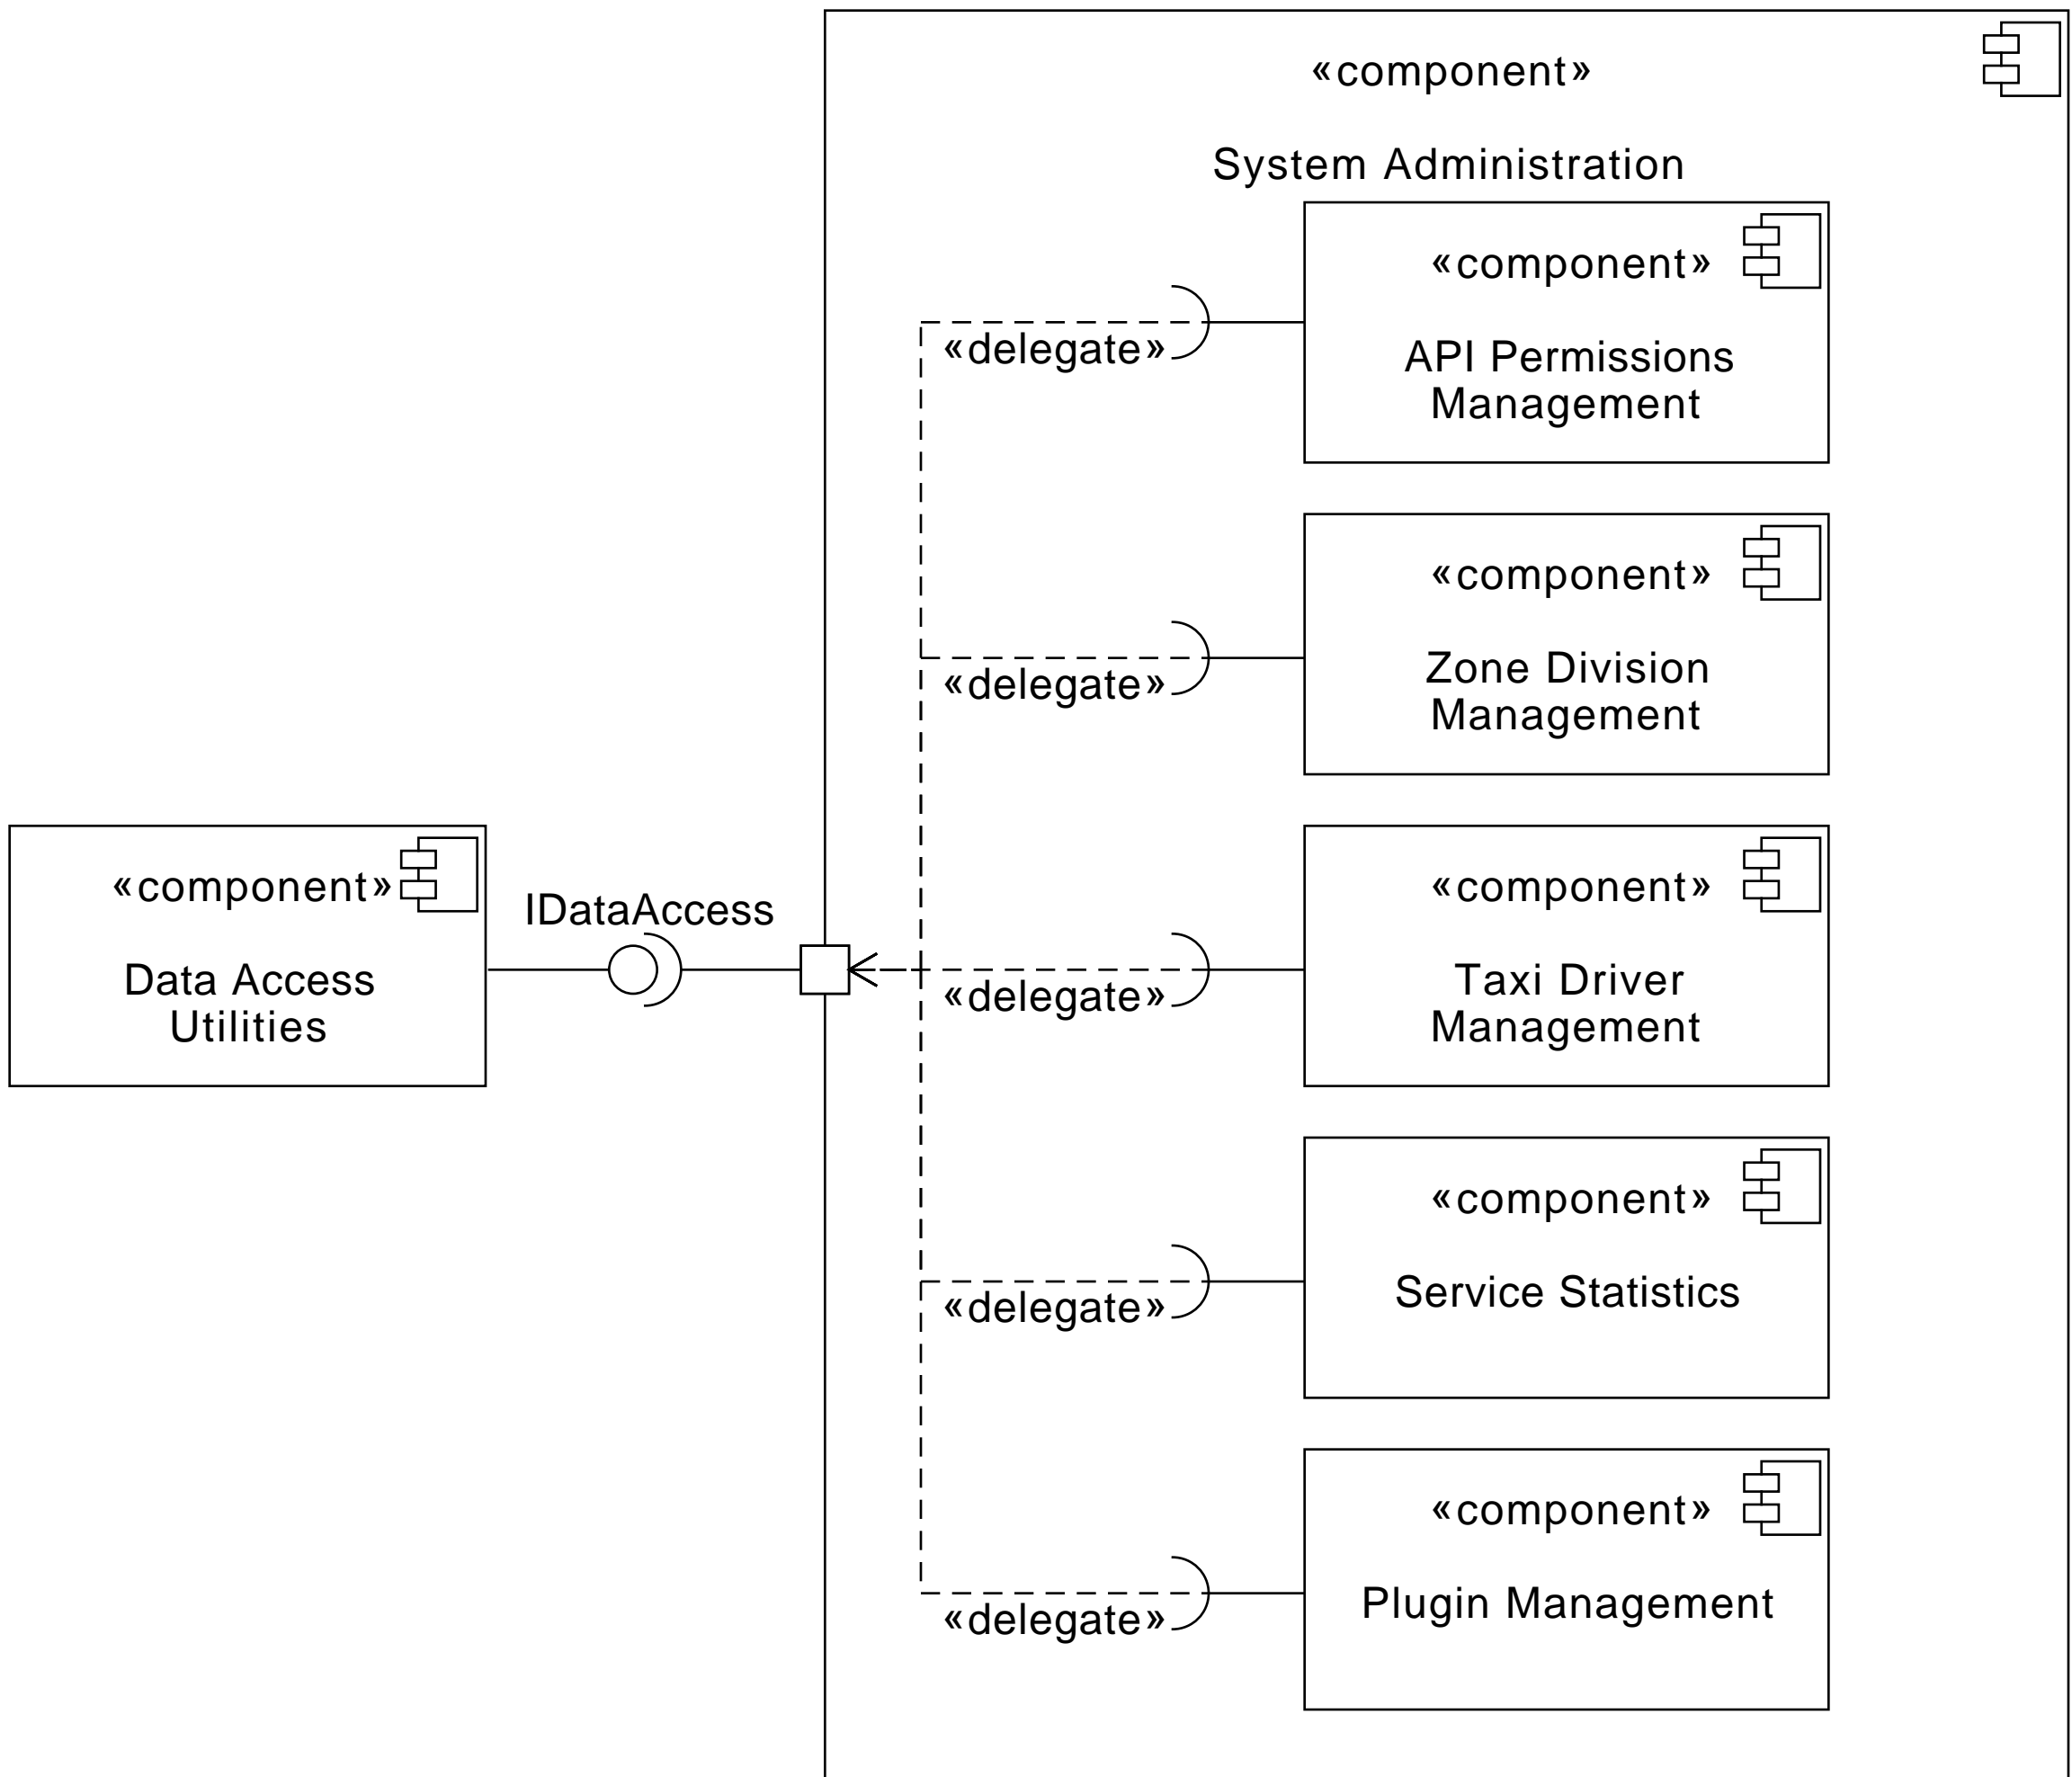 «component»
System Administration
«component»
API Permissions
Management
«delegate»
«component»
Zone Division
Management
«delegate»
«component»
Data Access
Utilities
IDataAccess
«component»
Taxi Driver
Management
«delegate»
«component»
Service Statistics
«delegate»
«component»
Plugin Management
«delegate»